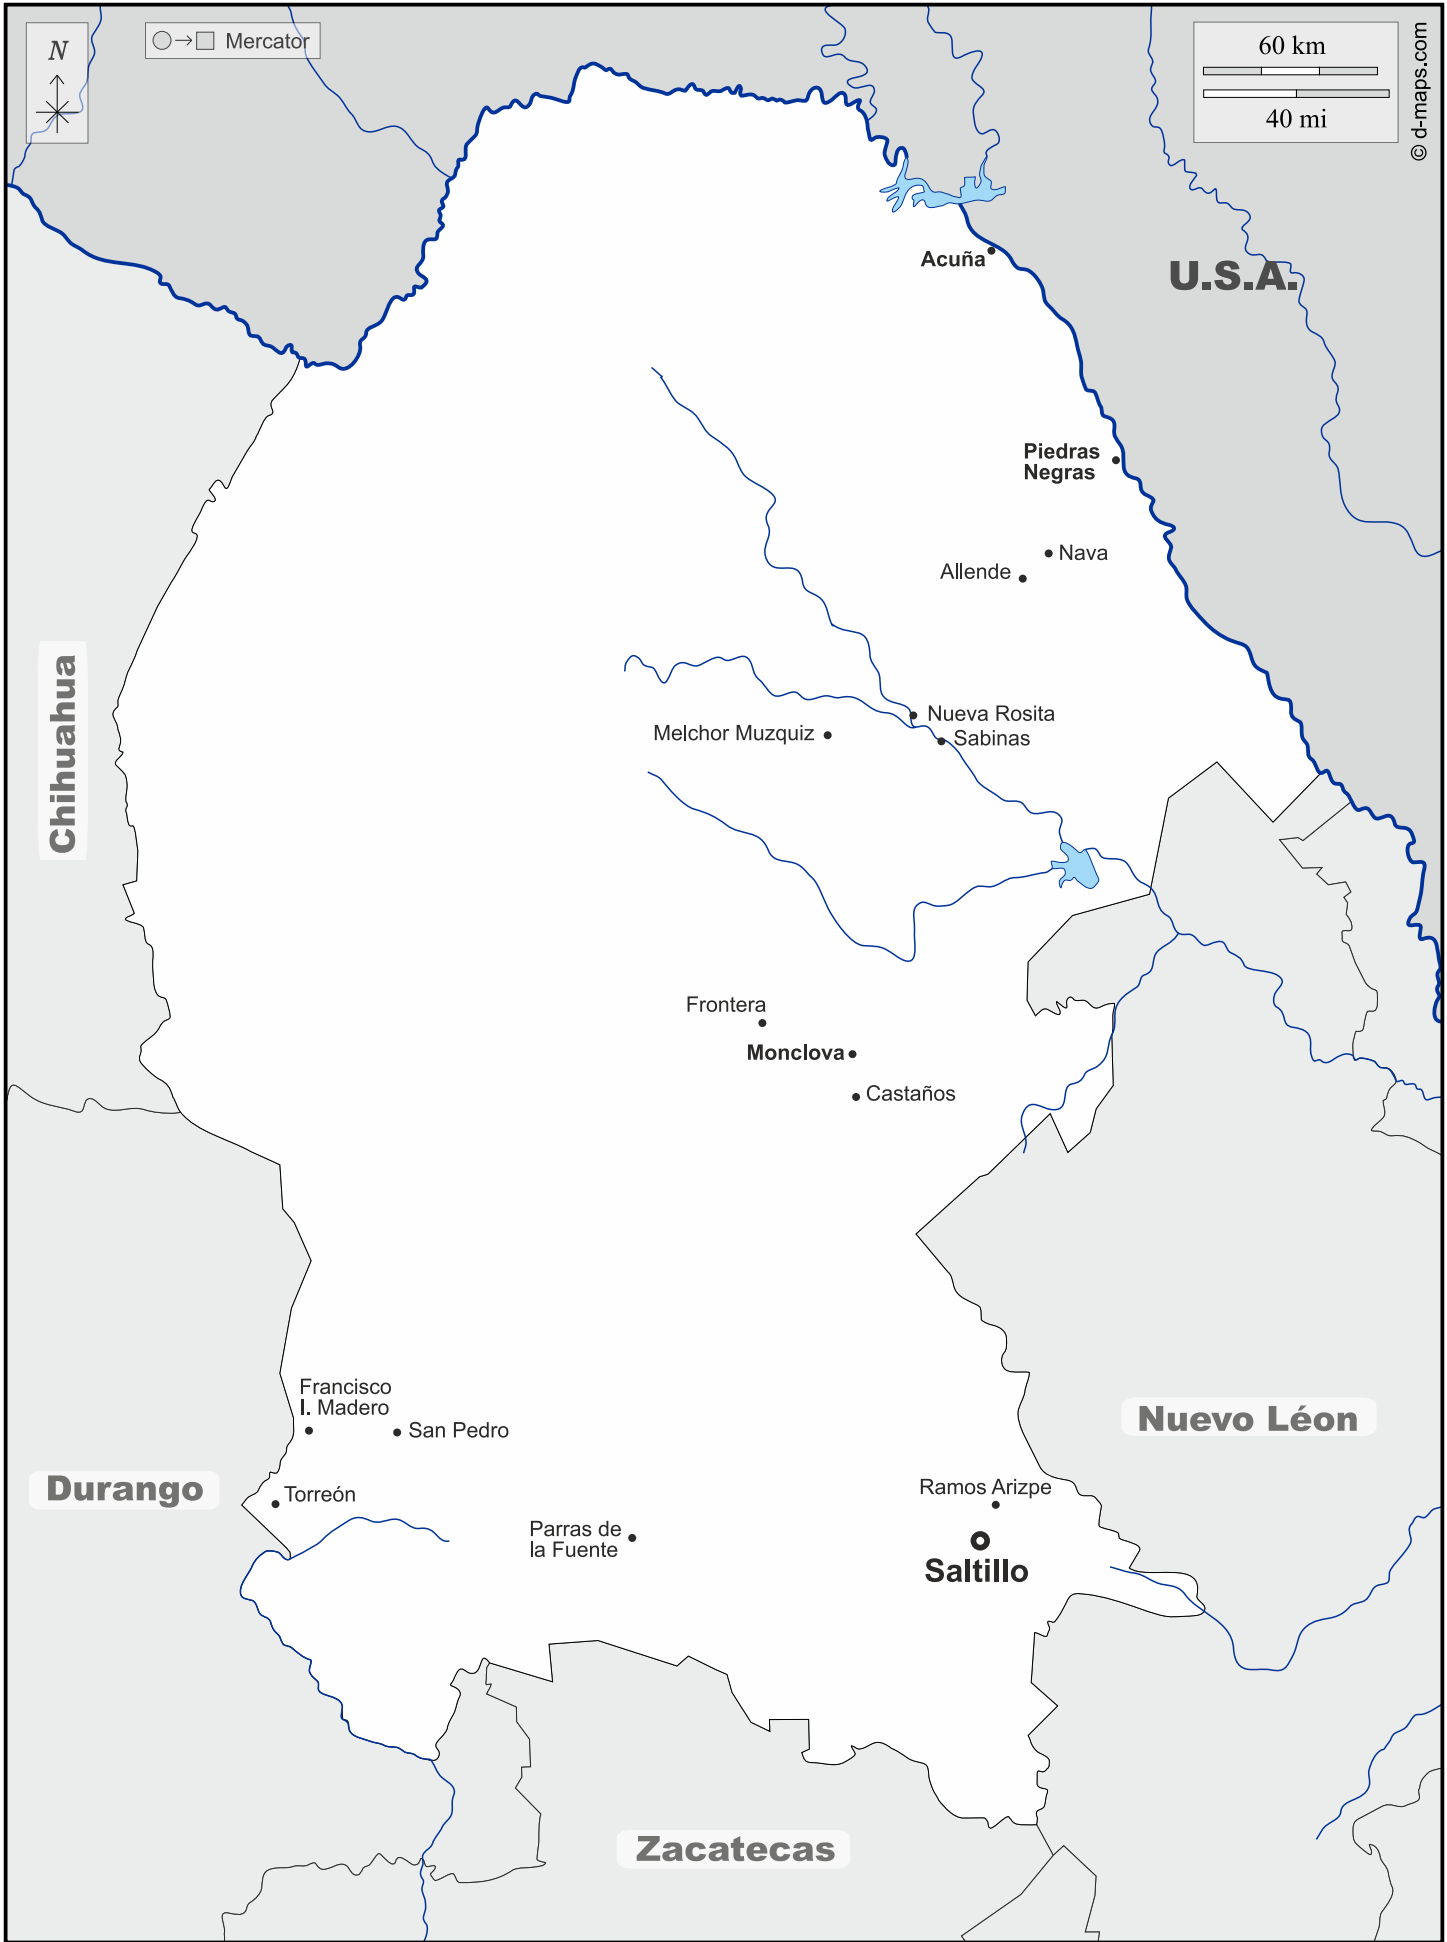 N
Mercator
60 km
40 mi
© d-maps.com
Acuña
U.S.A.
Piedras
Negras
Nava
Allende
Chihuahua
Nueva Rosita
Melchor Muzquiz
Sabinas
Frontera
Monclova
Castaños
Francisco
I. Madero
San Pedro
Nuevo Léon
Durango
Torreón
Ramos Arizpe
Parras de
la Fuente
Saltillo
Zacatecas